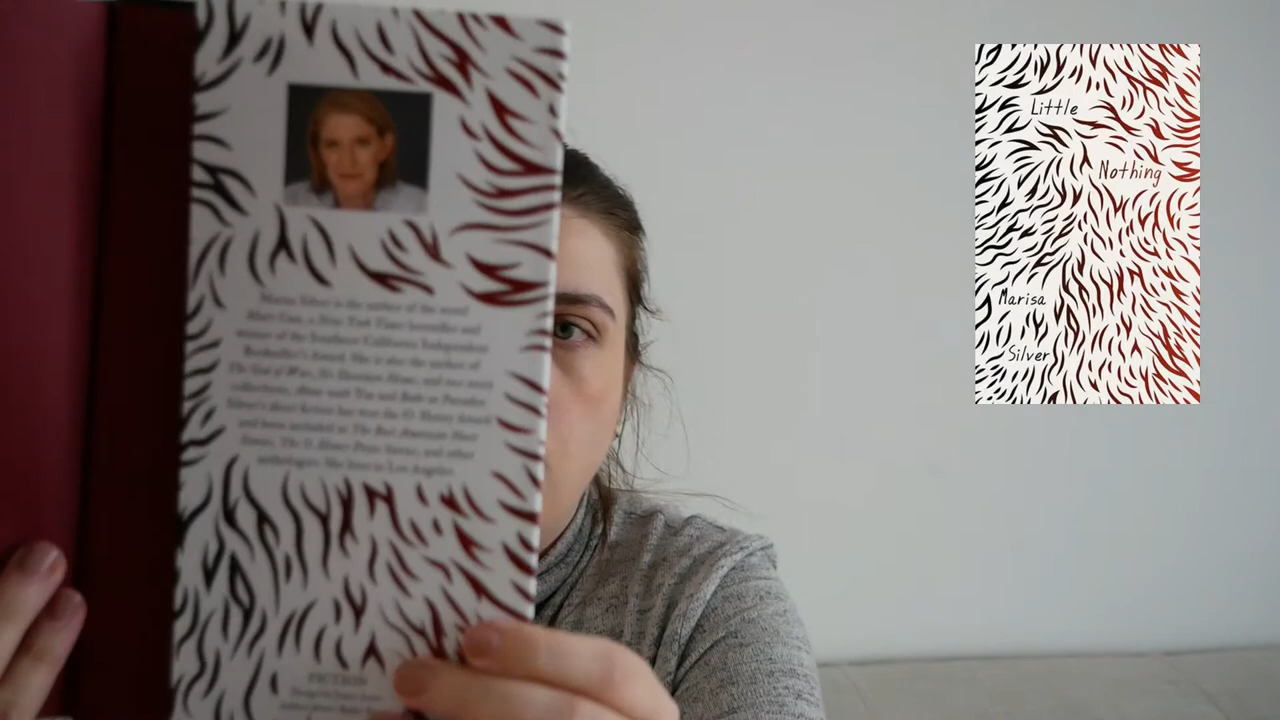 Marisa Silver is the author of the novel
Mary Coin, a New York Times bestseller and
winner of the Southern California Independent
Bookseller's Award. She is also the author of
The God of War, No Direction Home, and two story
collections, Alone with You and Babe in Paradise.
Silver's short fiction has won the O. Henry Award
and been included in The Best American Short
Stories, The O. Henry Prize Stories, and other
anthologies. She lives in Los Angeles.
FICTION
Little
Nothing
Marisa
Silver